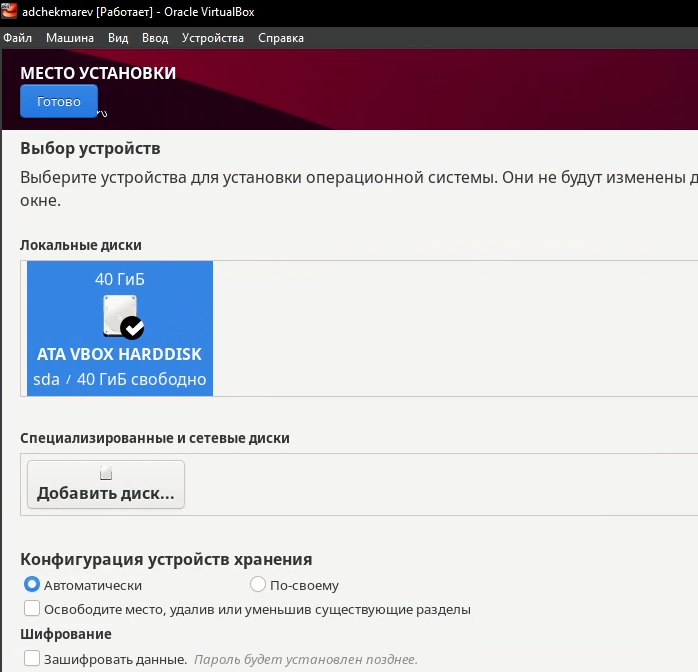 adchekmarev [Работает] - Oracle VirtualBox
Файл Машина Вид Ввод Устройства Справка
МЕСТО УСТАНОВКИ
Готово
Выбор устройств
Выберите устройства для установки операционной системы. Они не будут изменены д
окне.
Локальные диски
40 ГиБ
ATA VBOX HARDDISK
sda / 40 ГиБ свободно
Специализированные и сетевые диски
Добавить диск...
Конфигурация устройств хранения
Автоматически По-своему
Освободите место, удалив или уменьшив существующие разделы
Шифрование
Зашифровать данные. Пароль будет установлен позднее.